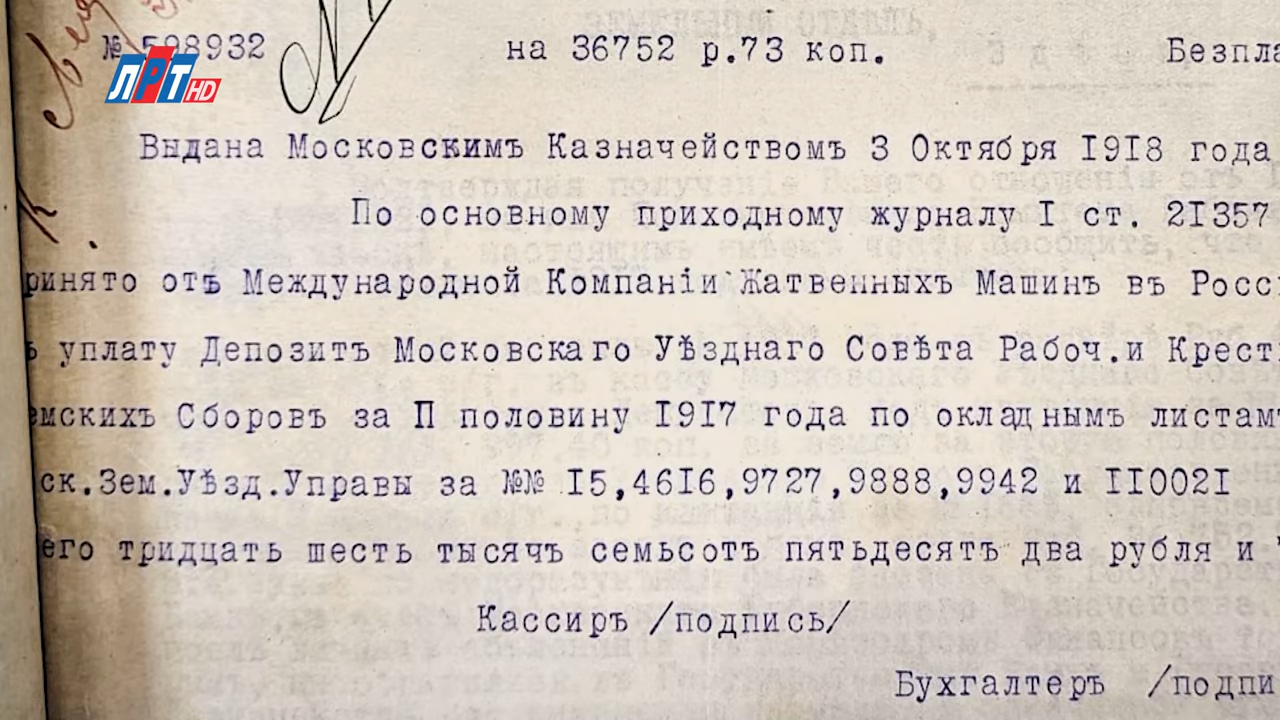 № 598932 на 36752 р.73 коп. Безпла
ЛРТ HD
Выдана Московскимъ Казначействомъ 3 Октября 1918 года
По основному приходному журналу I ст. 21357
ринято отъ Международной Компаніи Жатвенныхъ Машинъ въ Росс
ъ уплату Депозитъ Московскаго Уѣзднаго Совѣта Рабоч.и Крест
емскихъ Сборовъ за П половину 1917 года по окладнымъ листам
ск.Зем.Уѣзд.Управы за №№ 15,4616,9727,9888,9942 и 110021
его тридцать шесть тысячъ семьсотъ пятьдесятъ два рубля и
Кассиръ /подпись/
Бухгалтеръ /подпи